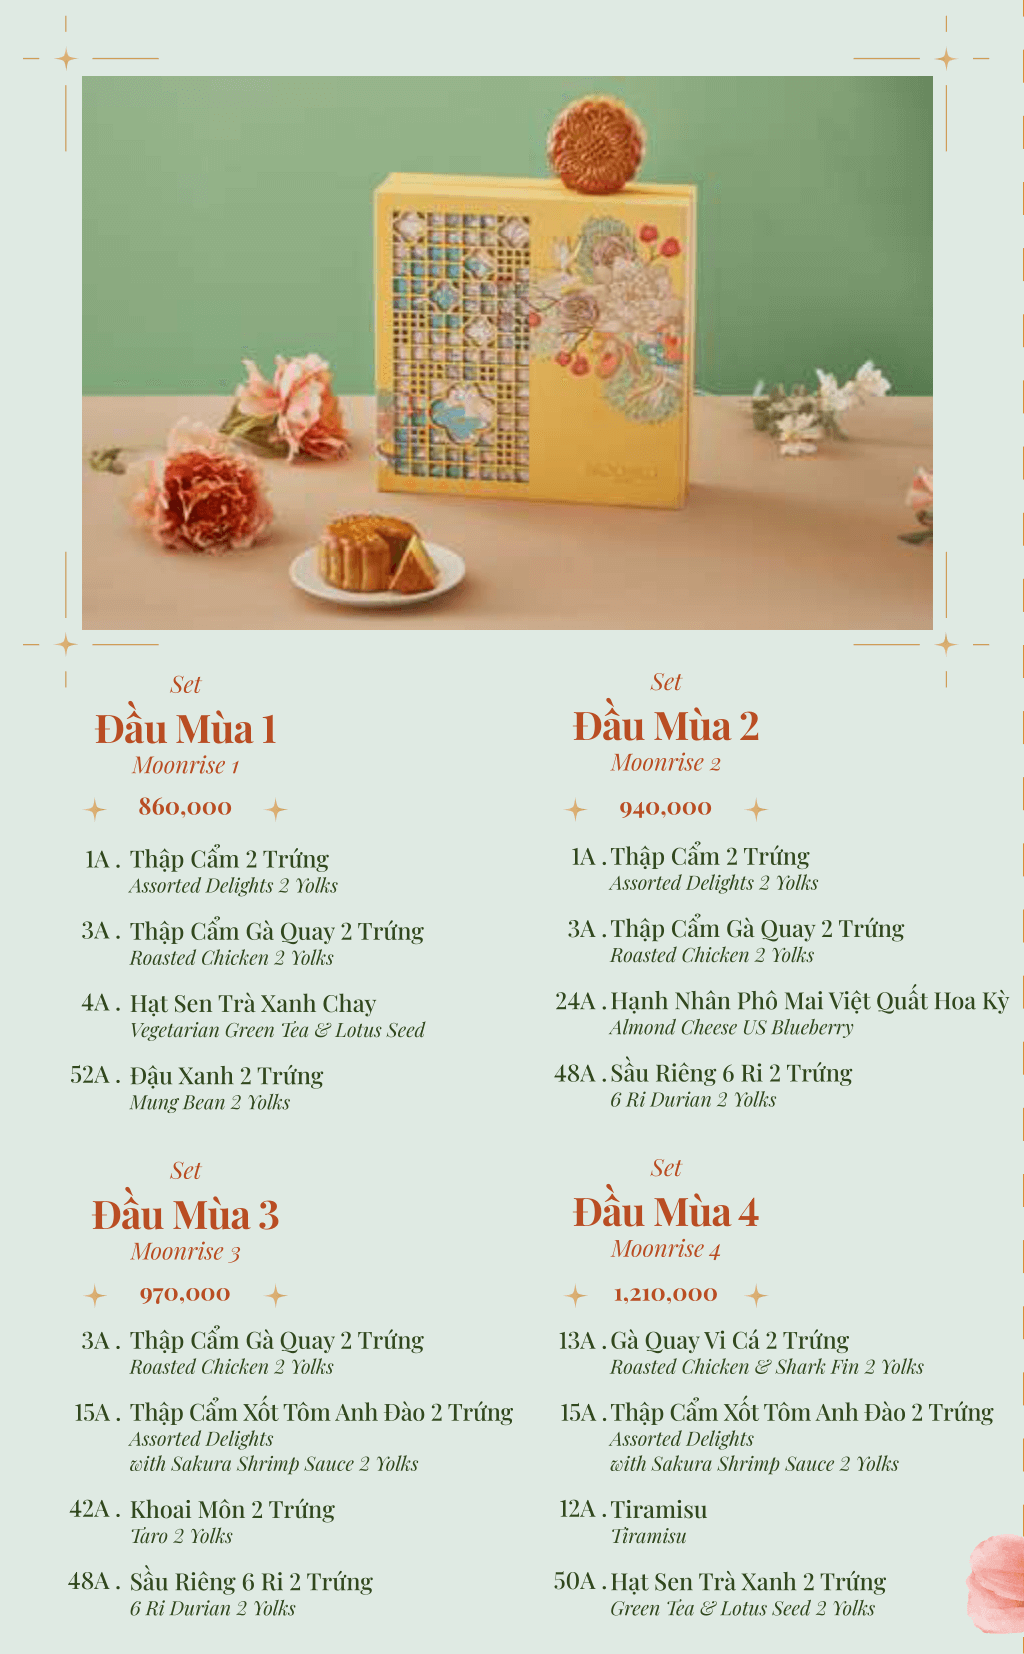 Set
Đầu Mùa 1
Moonrise 1
860,000
1A . Thập Cẩm 2 Trứng
Assorted Delights 2 Yolks
3A . Thập Cẩm Gà Quay 2 Trứng
Roasted Chicken 2 Yolks
4A . Hạt Sen Trà Xanh Chay
Vegetarian Green Tea & Lotus Seed
52A . Đậu Xanh 2 Trứng
Mung Bean 2 Yolks
Set
Đầu Mùa 2
Moonrise 2
940,000
1A . Thập Cẩm 2 Trứng
Assorted Delights 2 Yolks
3A . Thập Cẩm Gà Quay 2 Trứng
Roasted Chicken 2 Yolks
24A . Hạnh Nhân Phô Mai Việt Quất Hoa Kỳ
Almond Cheese US Blueberry
48A . Sầu Riêng 6 Ri 2 Trứng
6 Ri Durian 2 Yolks
Set
Đầu Mùa 3
Moonrise 3
970,000
3A . Thập Cẩm Gà Quay 2 Trứng
Roasted Chicken 2 Yolks
15A . Thập Cẩm Xốt Tôm Anh Đào 2 Trứng
Assorted Delights
with Sakura Shrimp Sauce 2 Yolks
42A . Khoai Môn 2 Trứng
Taro 2 Yolks
48A . Sầu Riêng 6 Ri 2 Trứng
6 Ri Durian 2 Yolks
Set
Đầu Mùa 4
Moonrise 4
1,210,000
13A . Gà Quay Vi Cá 2 Trứng
Roasted Chicken & Shark Fin 2 Yolks
15A . Thập Cẩm Xốt Tôm Anh Đào 2 Trứng
Assorted Delights
with Sakura Shrimp Sauce 2 Yolks
12A . Tiramisu
Tiramisu
50A . Hạt Sen Trà Xanh 2 Trứng
Green Tea & Lotus Seed 2 Yolks